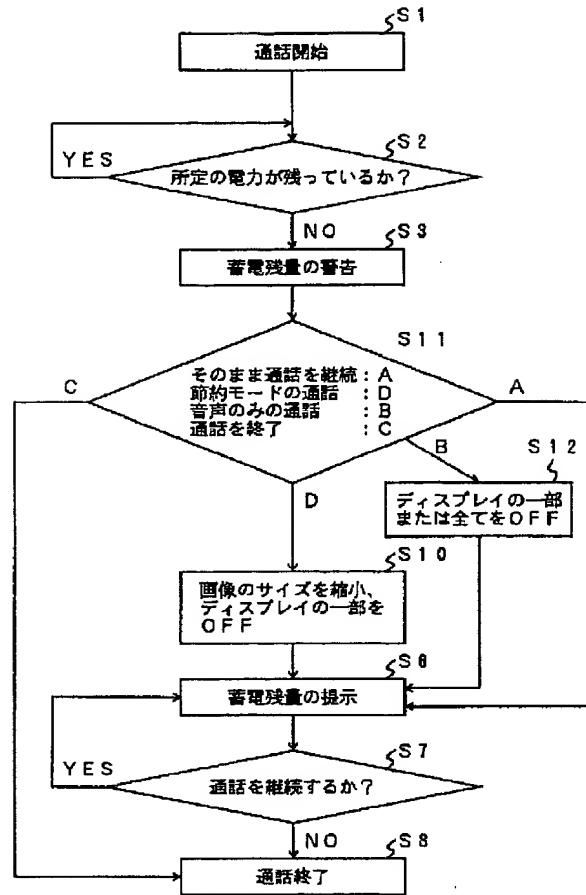 S1
通話開始
S2
YES
所定の電力が残っているか？
NO
S3
蓄電残量の警告
S11
そのまま通話を継続：A
節約モードの通話：D
音声のみの通話：B
通話を終了：C
C
A
B
S12
ディスプレイの一部
または全てをOFF
D
S10
画像のサイズを縮小、
ディスプレイの一部を
OFF
S6
蓄電残量の提示
S7
YES
通話を継続するか？
NO
S8
通話終了